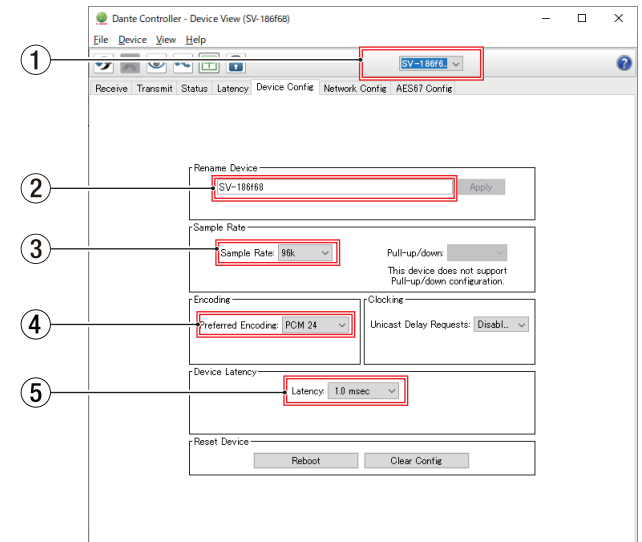 Dante Controller - Device View (SV-186f68)
File Device View Help
1
SV-186f6..
?
Receive Transmit Status Latency Device Config Network Config AES67 Config
Rename Device
2
SV-186f68
Apply
Sample Rate
3
Sample Rate: 96k
Pull-up/down:
This device does not support
Pull-up/down configuration.
Encoding
Clocking
4
Preferred Encoding: PCM 24
Unicast Delay Requests: Disabl...
Device Latency
5
Latency: 1.0 msec
Reset Device
Reboot
Clear Config